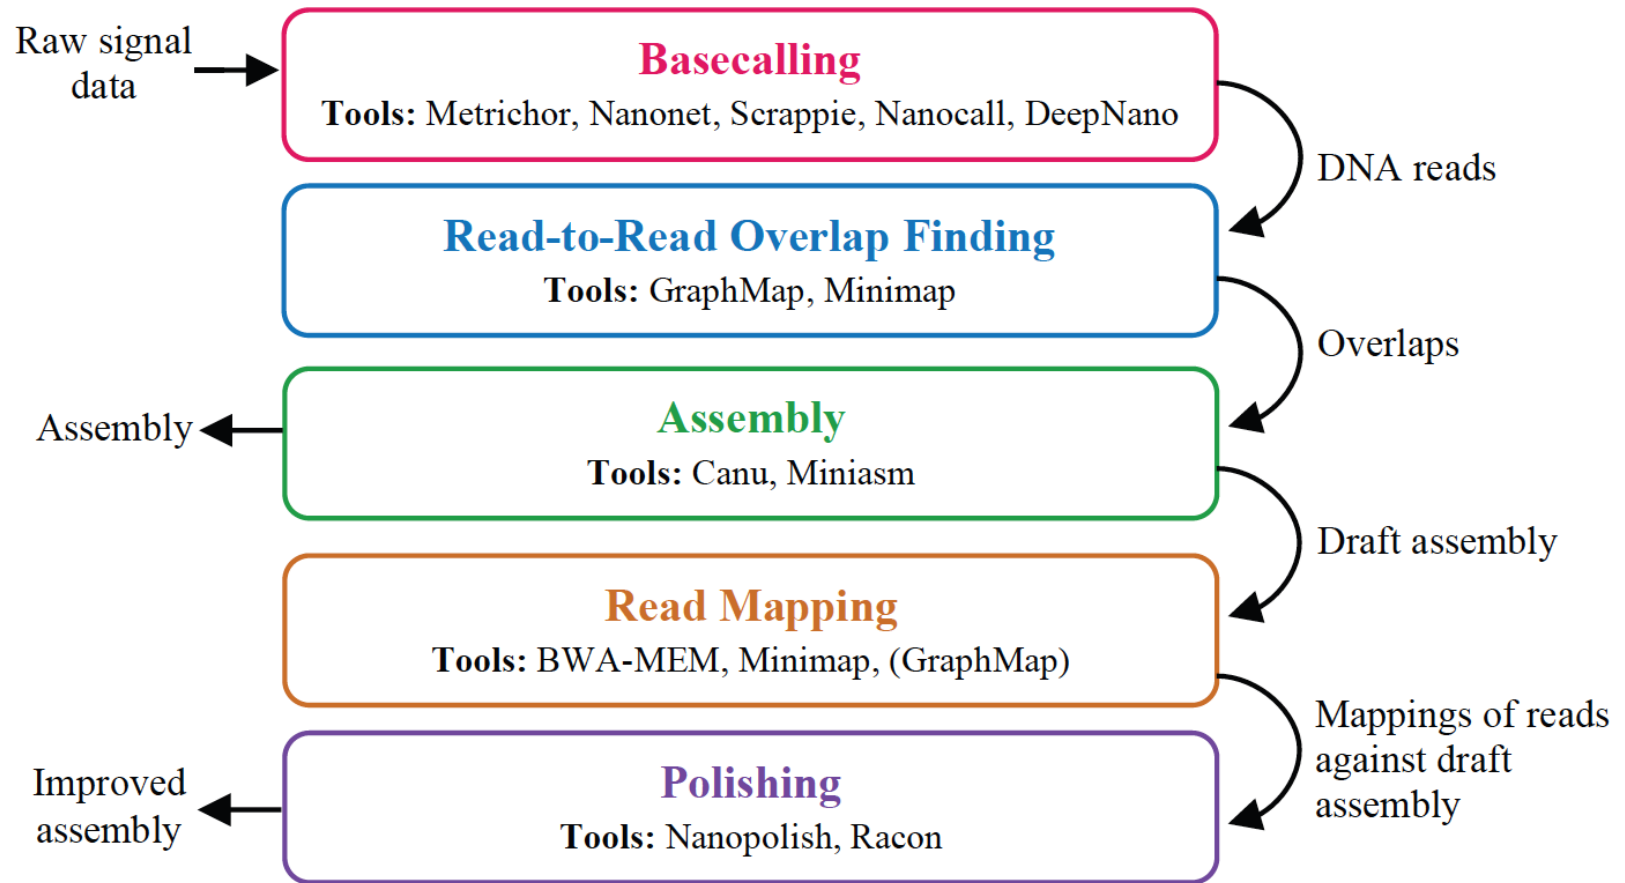 Raw signal
data
Basecalling
Tools: Metrichor, Nanonet, Scrappie, Nanocall, DeepNano
DNA reads
Read-to-Read Overlap Finding
Tools: GraphMap, Minimap
Overlaps
Assembly
Assembly
Tools: Canu, Miniasm
Draft assembly
Read Mapping
Tools: BWA-MEM, Minimap, (GraphMap)
Mappings of reads
against draft
assembly
Polishing
Tools: Nanopolish, Racon
Improved
assembly